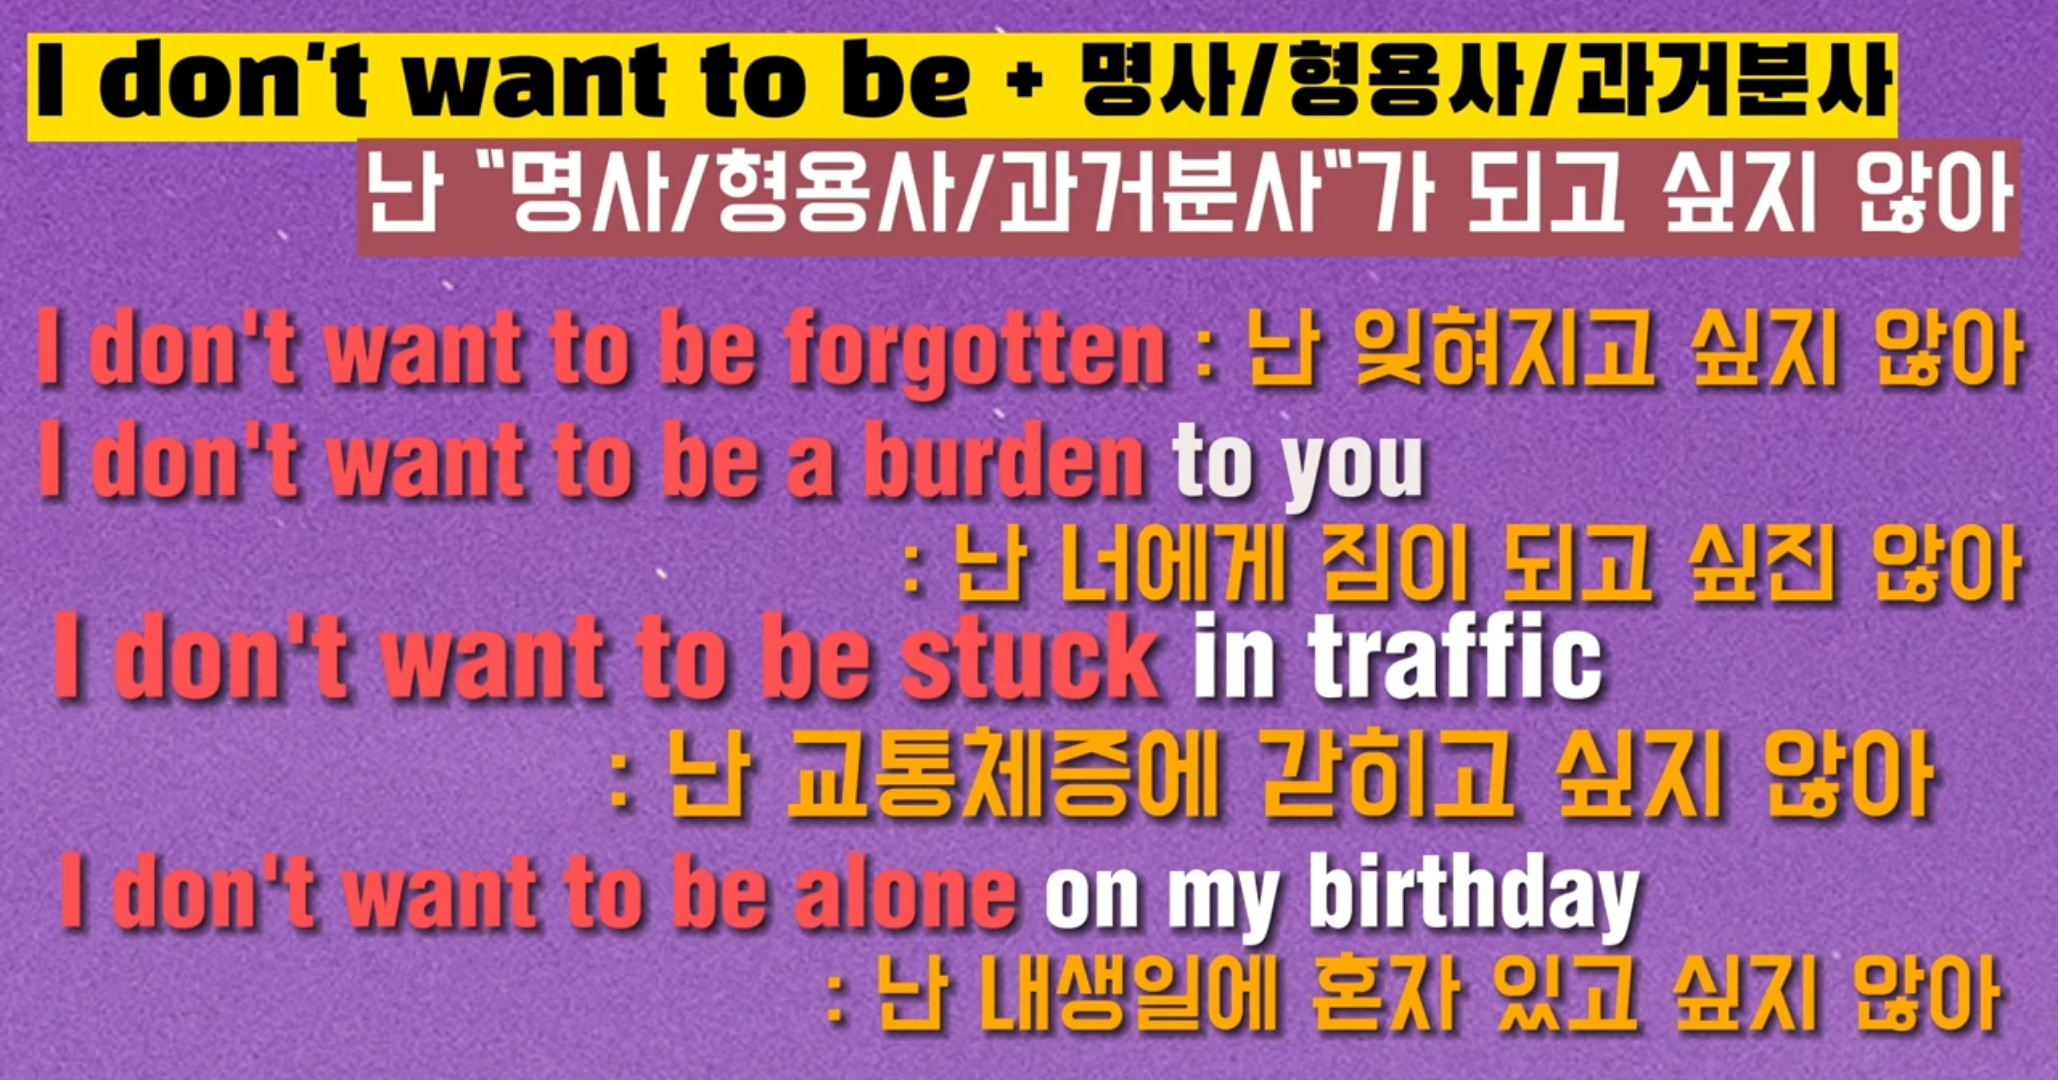 I don't want to be + 명사/형용사/과거분사
난 "명사/형용사/과거분사"가 되고 싶지 않아
I don't want to be forgotten : 난 잊혀지고 싶지 않아
I don't want to be a burden to you
: 난 너에게 짐이 되고 싶진 않아
I don't want to be stuck in traffic
: 난 교통체증에 갇히고 싶지 않아
I don't want to be alone on my birthday
: 난 내생일에 혼자 있고 싶지 않아